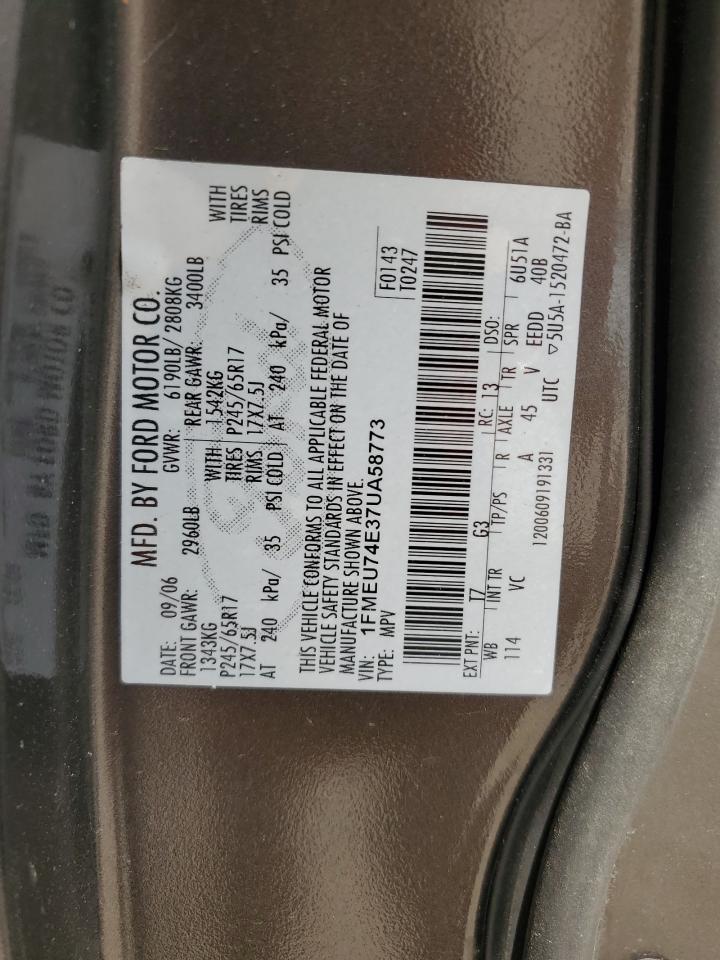 MFD. BY FORD MOTOR CO.
DATE: 09/06 GVWR: 6190LB/ 2808KG
FRONT GAWR: 2960LB REAR GAWR: 3400LB
1343KG WITH 1542KG WITH
P245/65R17 TIRES P245/65R17 TIRES
17X7.5J RIMS 17X7.5J RIMS
AT 240 kPa/ 35 PSI COLD AT 240 kPa/ 35 PSI COLD
THIS VEHICLE CONFORMS TO ALL APPLICABLE FEDERAL MOTOR
VEHICLE SAFETY STANDARDS IN EFFECT ON THE DATE OF
MANUFACTURE SHOWN ABOVE.
VIN: 1FMEU74E37UA58773 F0143
TYPE: MPV T0247
EXT PNT: T7 G3 RC: 13 DSO:
WB INT TR TP/PS R AXLE TR SPR 6U51A
114 VC A 45 V EEDD 40B
1200609191331 UTC ▽5U5A-1520472-BA